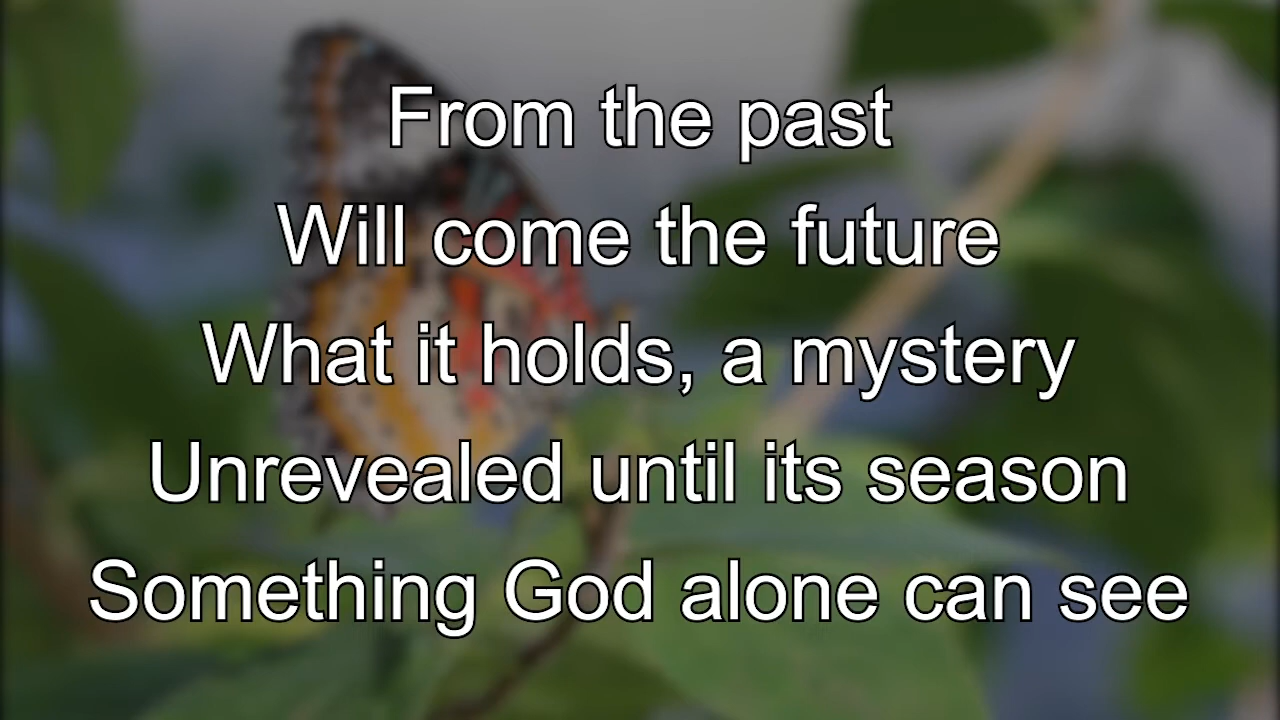 From the past
Will come the future
What it holds, a mystery
Unrevealed until its season
Something God alone can see